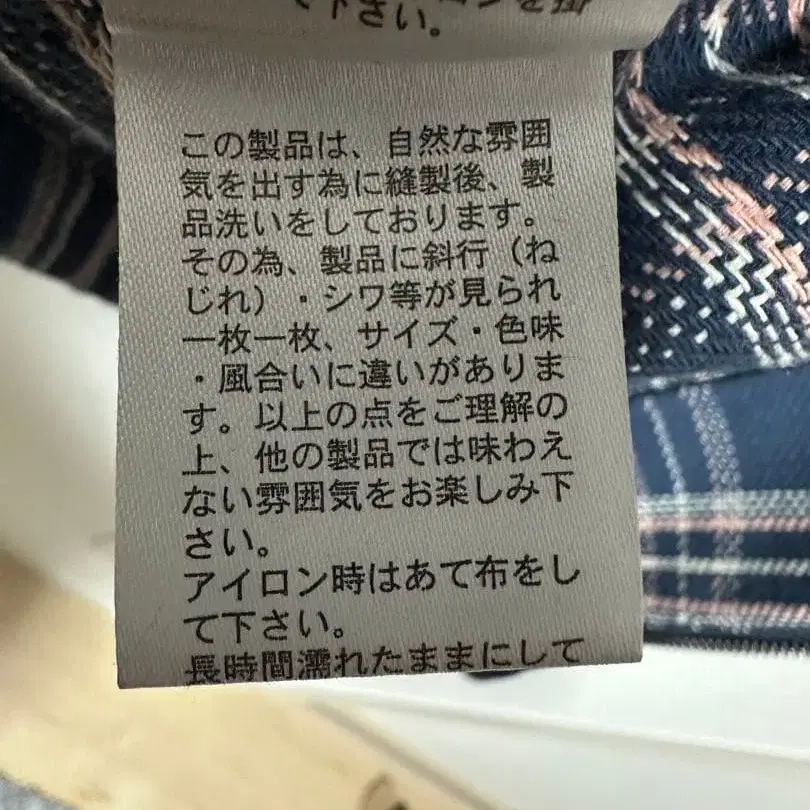 下さい。
この製品は、自然な雰囲
気を出す為に縫製後、製
品洗いをしております。
その為、製品に斜行（ね
じれ）・シワ等が見られ
一枚一枚、サイズ・色味
・風合いに違いがありま
す。以上の点をご理解の
上、他の製品では味わえ
ない雰囲気をお楽しみ下
さい。
アイロン時はあて布をし
て下さい。
長時間濡れたままにして